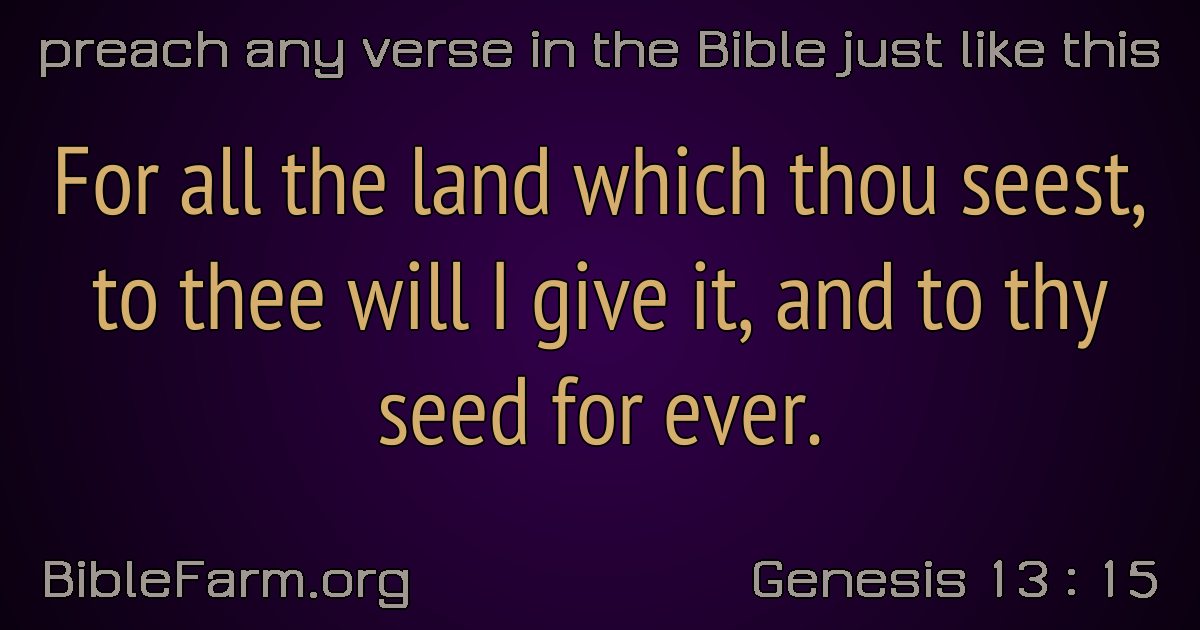 preach any verse in the Bible just like this
For all the land which thou seest,
to thee will I give it, and to thy
seed for ever.
BibleFarm.org
Genesis 13 : 15